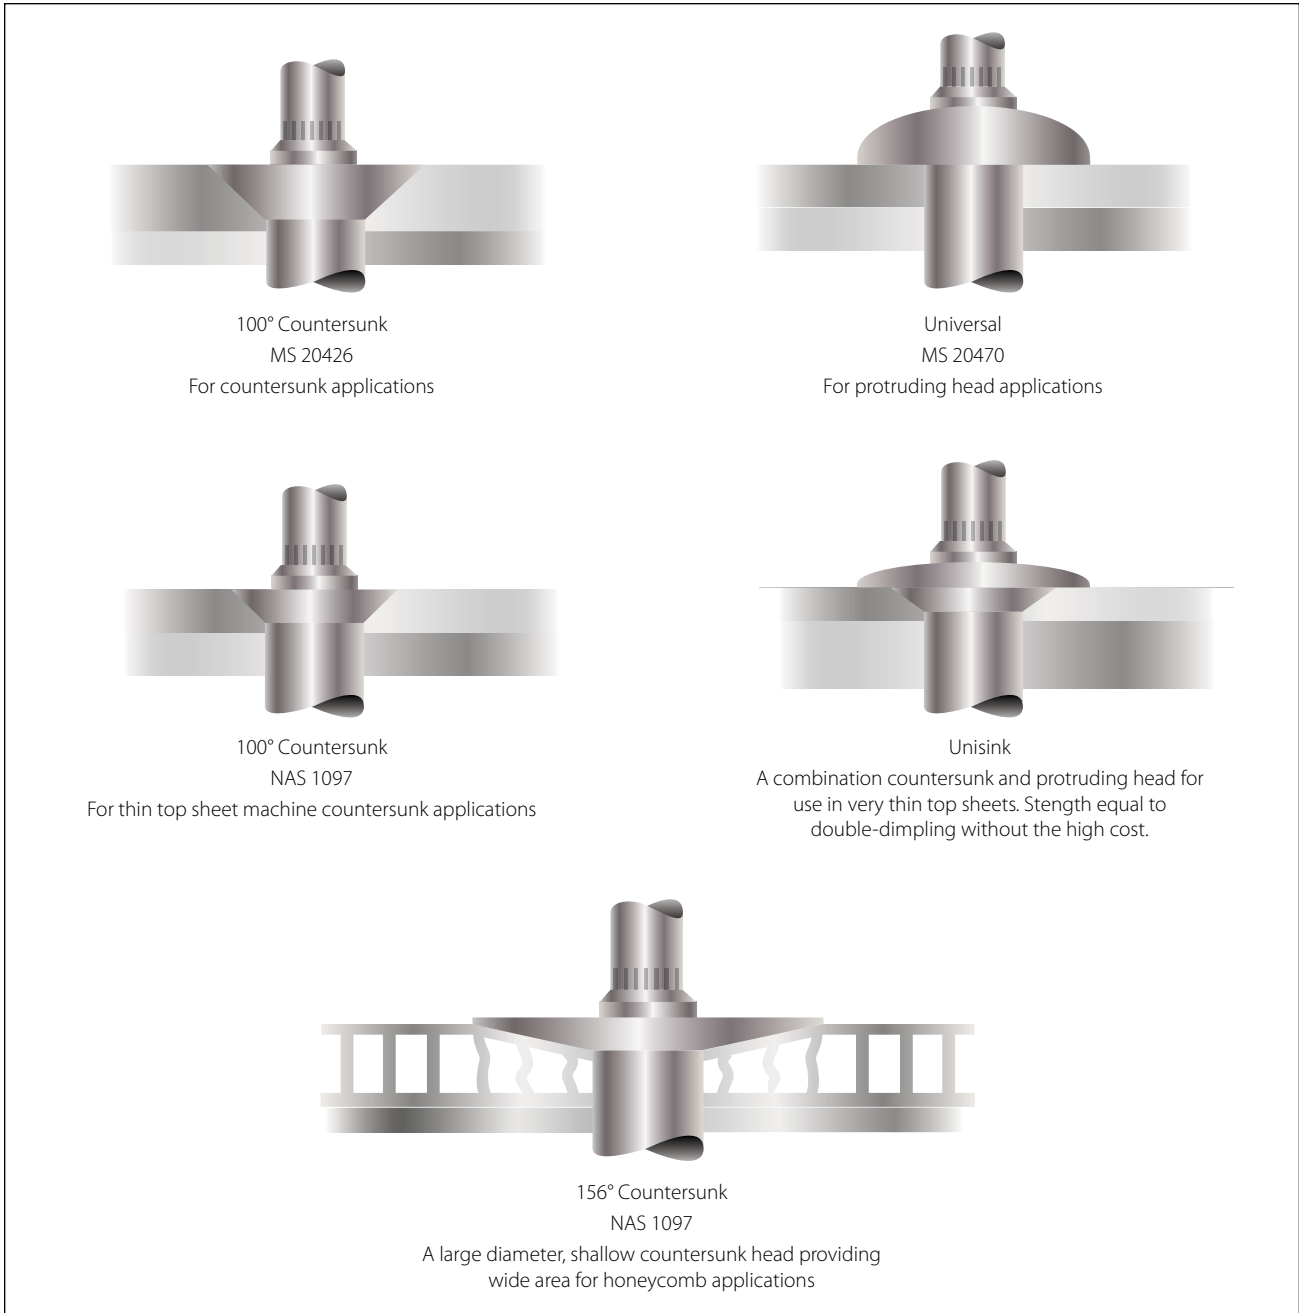 100° Countersunk
MS 20426
For countersunk applications
Universal
MS 20470
For protruding head applications
100° Countersunk
NAS 1097
For thin top sheet machine countersunk applications
Unisink
A combination countersunk and protruding head for
use in very thin top sheets. Stength equal to
double-dimpling without the high cost.
156° Countersunk
NAS 1097
A large diameter, shallow countersunk head providing
wide area for honeycomb applications